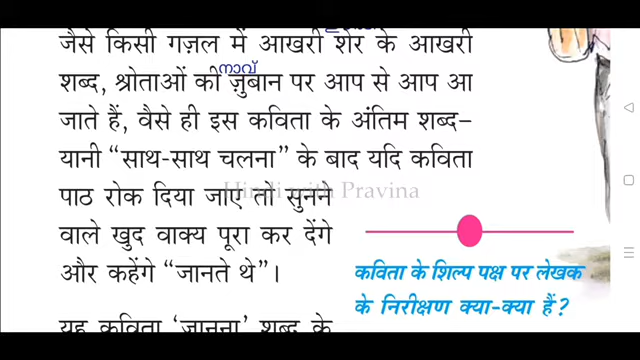 जैसे किसी गज़ल में आखरी शेर के आखरी
നാവ്
शब्द, श्रोताओं की ज़ुबान पर आप से आप आ
जाते हैं, वैसे ही इस कविता के अंतिम शब्द–
यानी “साथ-साथ चलना” के बाद यदि कविता
पाठ रोक दिया जाए तो सुनने
Hindi with Pravina
वाले खुद वाक्य पूरा कर देंगे
और कहेंगे “जानते थे”।
कविता के शिल्प पक्ष पर लेखक
के निरीक्षण क्या-क्या हैं?
यह कविता ‘जानना’ शब्द के